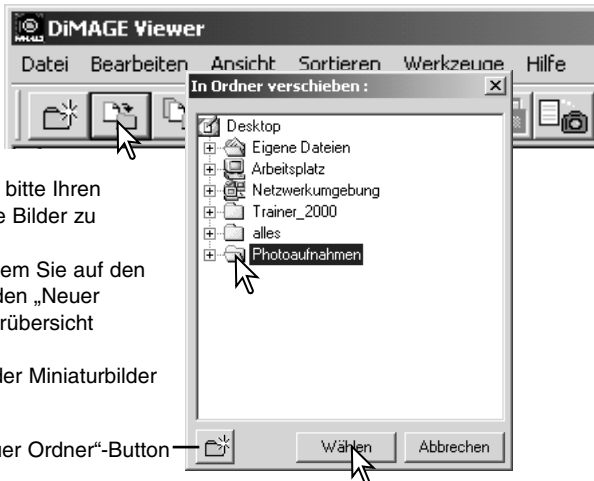 DiMAGE Viewer
Datei Bearbeiten Ansicht Sortieren Werkzeuge Hilfe
In Ordner verschieben :
Desktop
Eigene Dateien
Arbeitsplatz
Netzwerkumgebung
Trainer_2000
alles
Photoaufnahmen
bitte Ihren
e Bilder zu
em Sie auf den
den „Neuer
rübersicht
der Miniaturbilder
er Ordner“-Button
Wählen Abbrechen